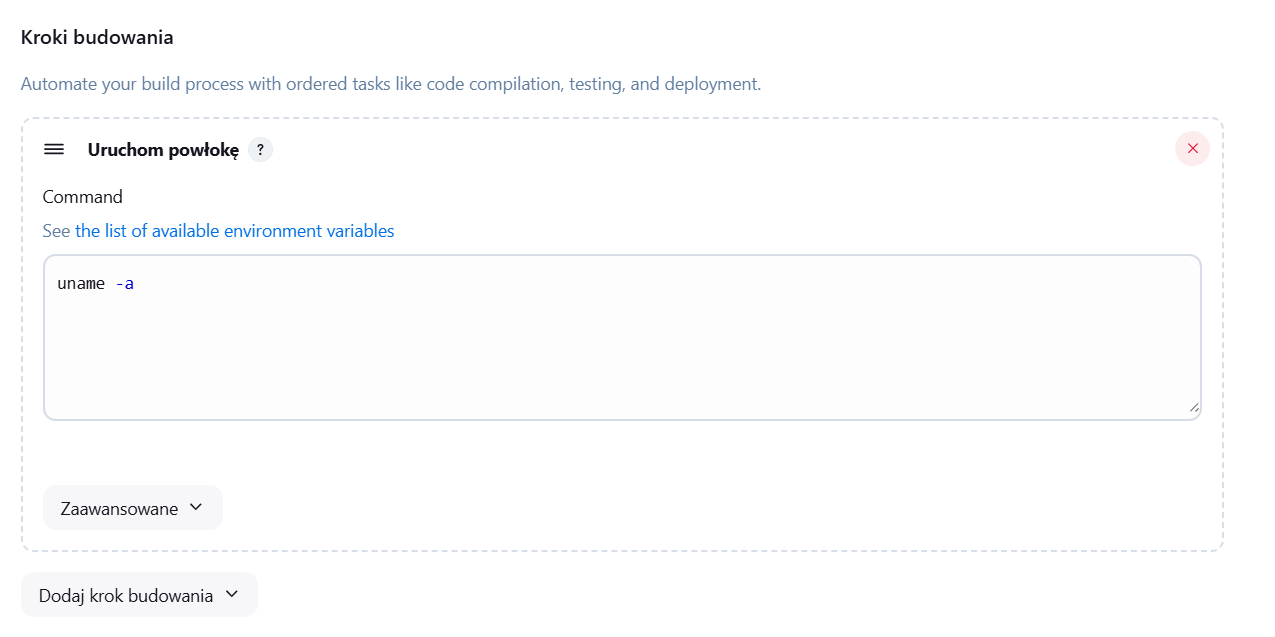 Kroki budowania
Automate your build process with ordered tasks like code compilation, testing, and deployment.
Uruchom powłokę ?
Command
See the list of available environment variables
uname -a
Zaawansowane
Dodaj krok budowania